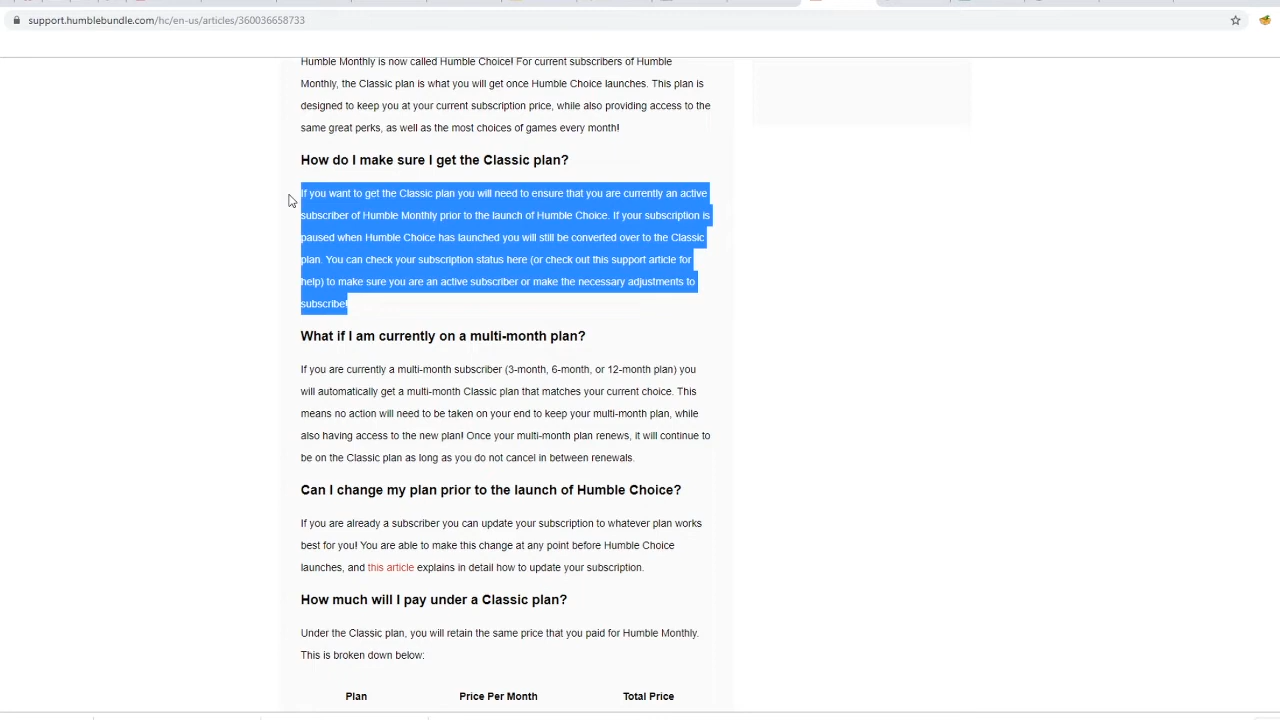 support.humblebundle.com/hc/en-us/articles/360036658733
Humble Monthly is now called Humble Choice! For current subscribers of Humble
Monthly, the Classic plan is what you will get once Humble Choice launches. This plan is
designed to keep you at your current subscription price, while also providing access to the
same great perks, as well as the most choices of games every month!
How do I make sure I get the Classic plan?
If you want to get the Classic plan you will need to ensure that you are currently an active
subscriber of Humble Monthly prior to the launch of Humble Choice. If your subscription is
paused when Humble Choice has launched you will still be converted over to the Classic
plan. You can check your subscription status here (or check out this support article for
help) to make sure you are an active subscriber or make the necessary adjustments to
subscribe!
What if I am currently on a multi-month plan?
If you are currently a multi-month subscriber (3-month, 6-month, or 12-month plan) you
will automatically get a multi-month Classic plan that matches your current choice. This
means no action will need to be taken on your end to keep your multi-month plan, while
also having access to the new plan! Once your multi-month plan renews, it will continue to
be on the Classic plan as long as you do not cancel in between renewals.
Can I change my plan prior to the launch of Humble Choice?
If you are already a subscriber you can update your subscription to whatever plan works
best for you! You are able to make this change at any point before Humble Choice
launches, and this article explains in detail how to update your subscription.
How much will I pay under a Classic plan?
Under the Classic plan, you will retain the same price that you paid for Humble Monthly.
This is broken down below:
Plan Price Per Month Total Price